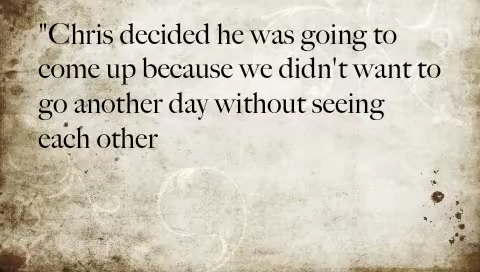 "Chris decided he was going to
come up because we didn't want to
go another day without seeing
each other